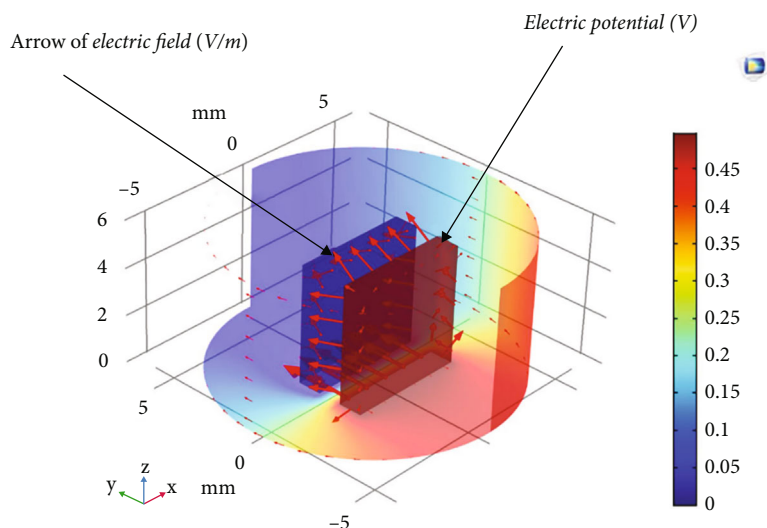 Electric potential (V)
Arrow of electric field (V/m)
mm
5
0
−5
6
4
2
0
5
0
−5
mm
y
z
x
0.45
0.4
0.35
0.3
0.25
0.2
0.15
0.1
0.05
0